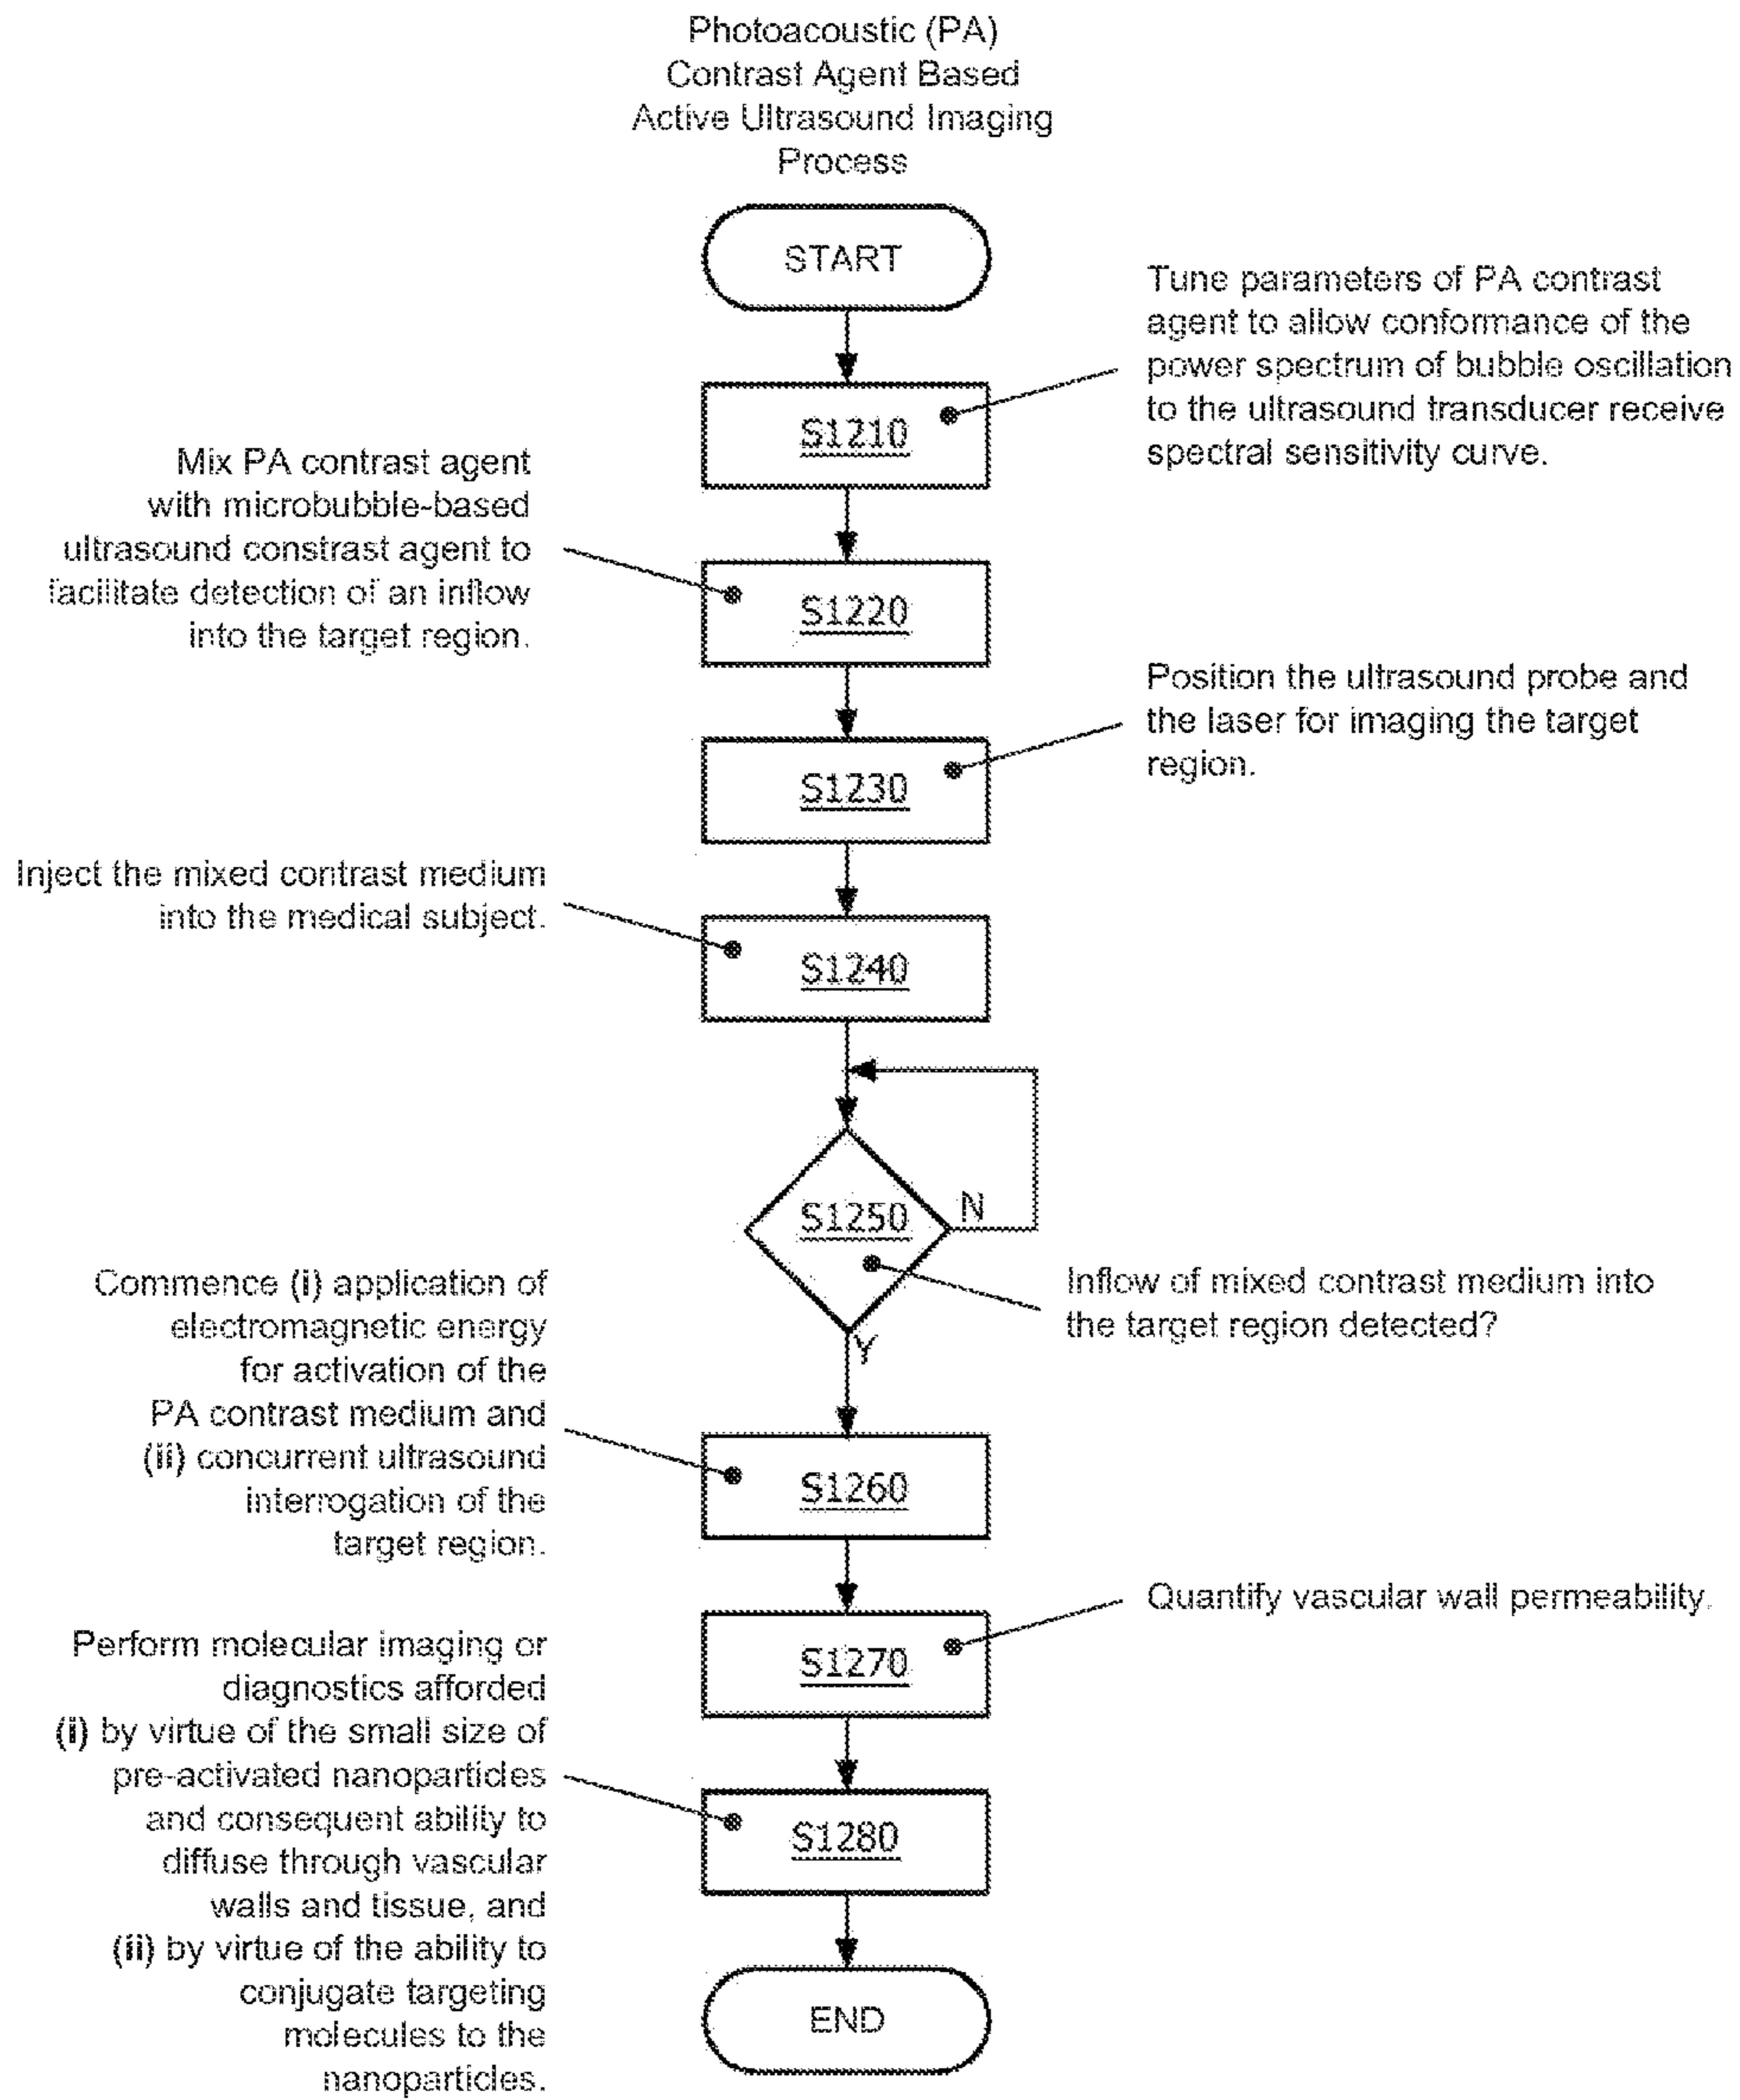 Photoacoustic (PA)
Contrast Agent Based
Active Ultrasound Imaging
Process
START
Tune parameters of PA contrast
agent to allow conformance of the
power spectrum of bubble oscillation
to the ultrasound transducer receive
spectral sensitivity curve.
S1210
Mix PA contrast agent
with microbubble-based
ultrasound constrast agent to
facilitate detection of an inflow
into the target region.
S1220
Position the ultrasound probe and
the laser for imaging the target
region.
S1230
Inject the mixed contrast medium
into the medical subject.
S1240
S1250
N
Y
Inflow of mixed contrast medium into
the target region detected?
Commence (i) application of
electromagnetic energy
for activation of the
PA contrast medium and
(ii) concurrent ultrasound
interrogation of the
target region.
S1260
Quantify vascular wall permeability.
S1270
Perform molecular imaging or
diagnostics afforded
(i) by virtue of the small size of
pre-activated nanoparticles
and consequent ability to
diffuse through vascular
walls and tissue, and
(ii) by virtue of the ability to
conjugate targeting
molecules to the
nanoparticles.
S1280
END